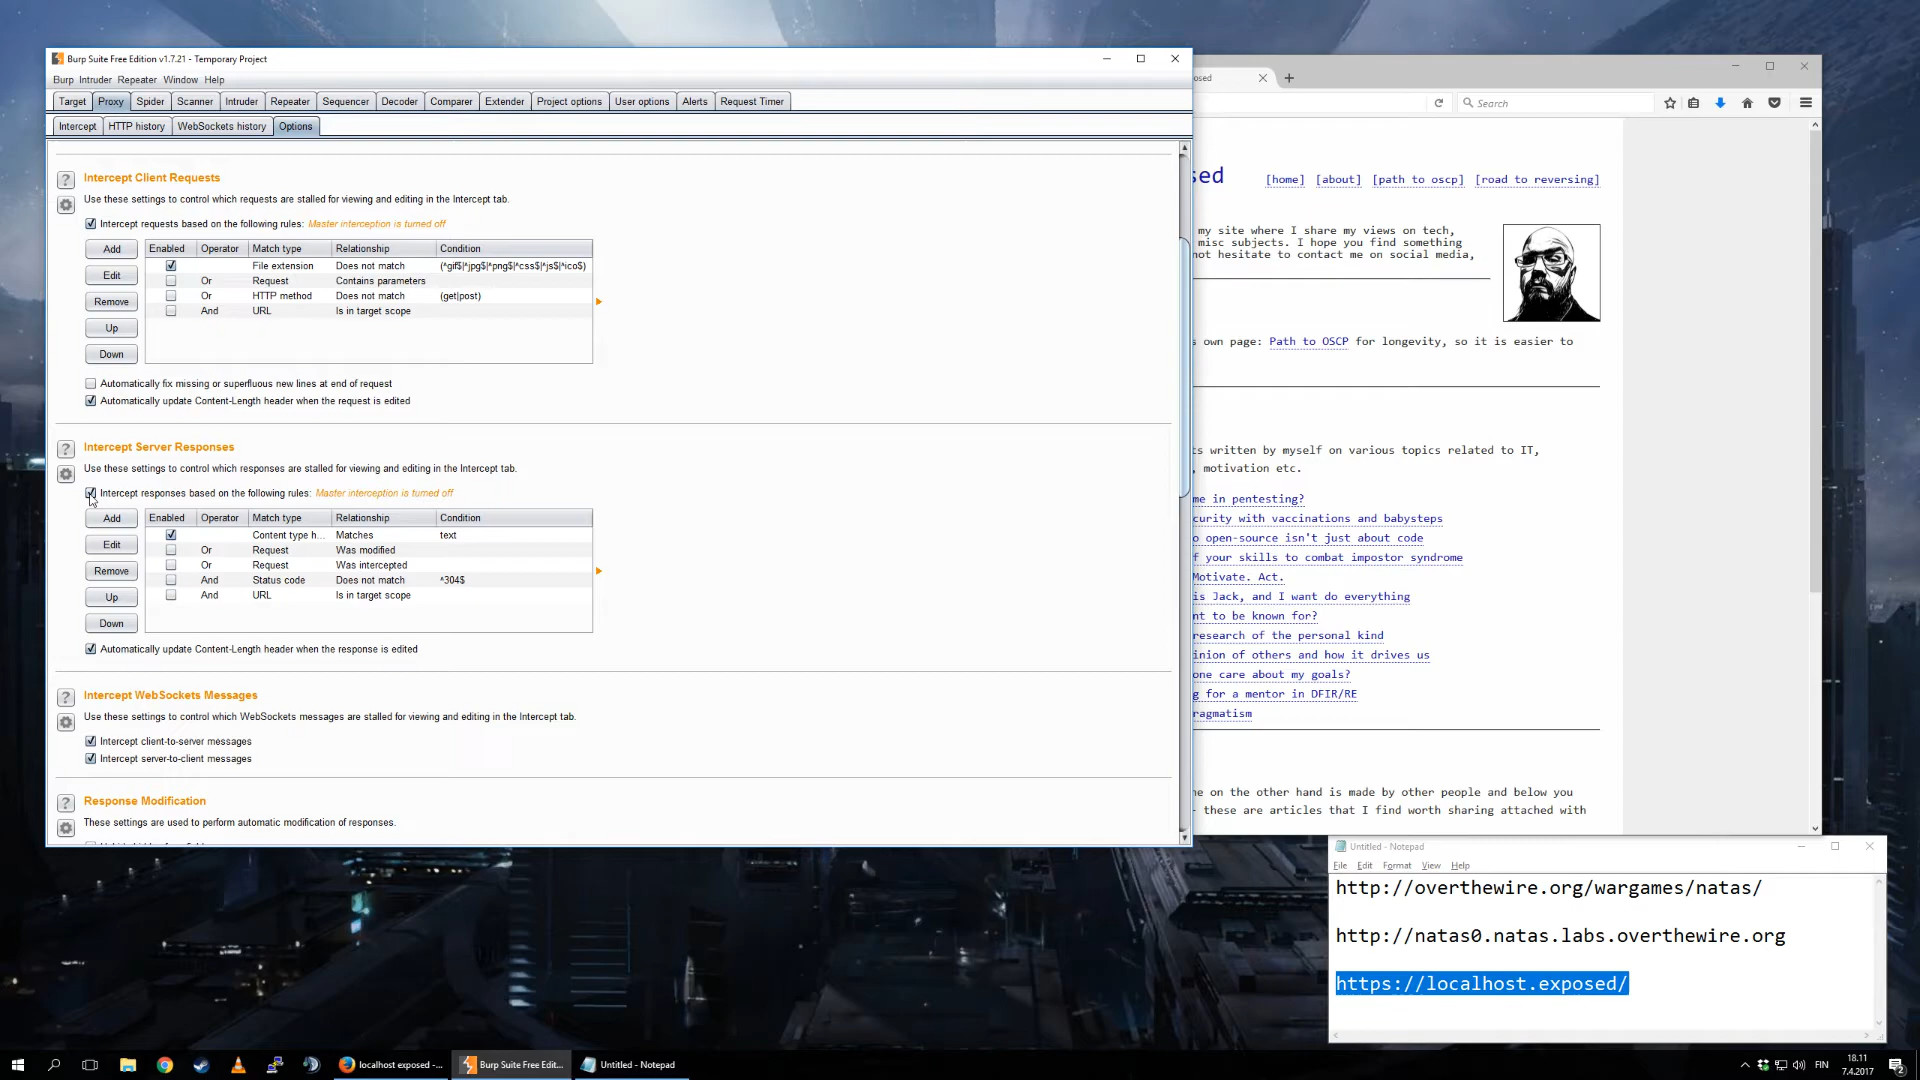 Burp Suite Free Edition v1.7.21 - Temporary Project
Burp Intruder Repeater Window Help
Target Proxy Spider Scanner Intruder Repeater Sequencer Decoder Comparer Extender Project options User options Alerts Request Timer
Intercept HTTP history WebSockets history Options
Intercept Client Requests
Use these settings to control which requests are stalled for viewing and editing in the Intercept tab.
Intercept requests based on the following rules: Master interception is turned off
Add
Edit
Remove
Up
Down
Enabled Operator Match type Relationship Condition
File extension Does not match (^gif$|^jpg$|^png$|^css$|^js$|^ico$)
Or Request Contains parameters
Or HTTP method Does not match (get|post)
And URL Is in target scope
Automatically fix missing or superfluous new lines at end of request
Automatically update Content-Length header when the request is edited
Intercept Server Responses
Use these settings to control which responses are stalled for viewing and editing in the Intercept tab.
Intercept responses based on the following rules: Master interception is turned off
Add
Edit
Remove
Up
Down
Enabled Operator Match type Relationship Condition
Content type h... Matches text
Or Request Was modified
Or Request Was intercepted
And Status code Does not match ^304$
And URL Is in target scope
Automatically update Content-Length header when the response is edited
Intercept WebSockets Messages
Use these settings to control which WebSockets messages are stalled for viewing and editing in the Intercept tab.
Intercept client-to-server messages
Intercept server-to-client messages
Response Modification
These settings are used to perform automatic modification of responses.
osed
Search
sed [home] [about] [path to oscp] [road to reversing]
my site where I share my views on tech,
misc subjects. I hope you find something
not hesitate to contact me on social media,
s own page: Path to OSCP for longevity, so it is easier to
ts written by myself on various topics related to IT,
, motivation etc.
me in pentesting?
curity with vaccinations and babysteps
o open-source isn't just about code
f your skills to combat impostor syndrome
Motivate. Act.
is Jack, and I want do everything
nt to be known for?
research of the personal kind
inion of others and how it drives us
one care about my goals?
g for a mentor in DFIR/RE
ragmatism
ne on the other hand is made by other people and below you
- these are articles that I find worth sharing attached with
Untitled - Notepad
File Edit Format View Help
http://overthewire.org/wargames/natas/
http://natas0.natas.labs.overthewire.org
https://localhost.exposed/
localhost exposed -...
Burp Suite Free Edit...
Untitled - Notepad
FIN
18.11
7.4.2017